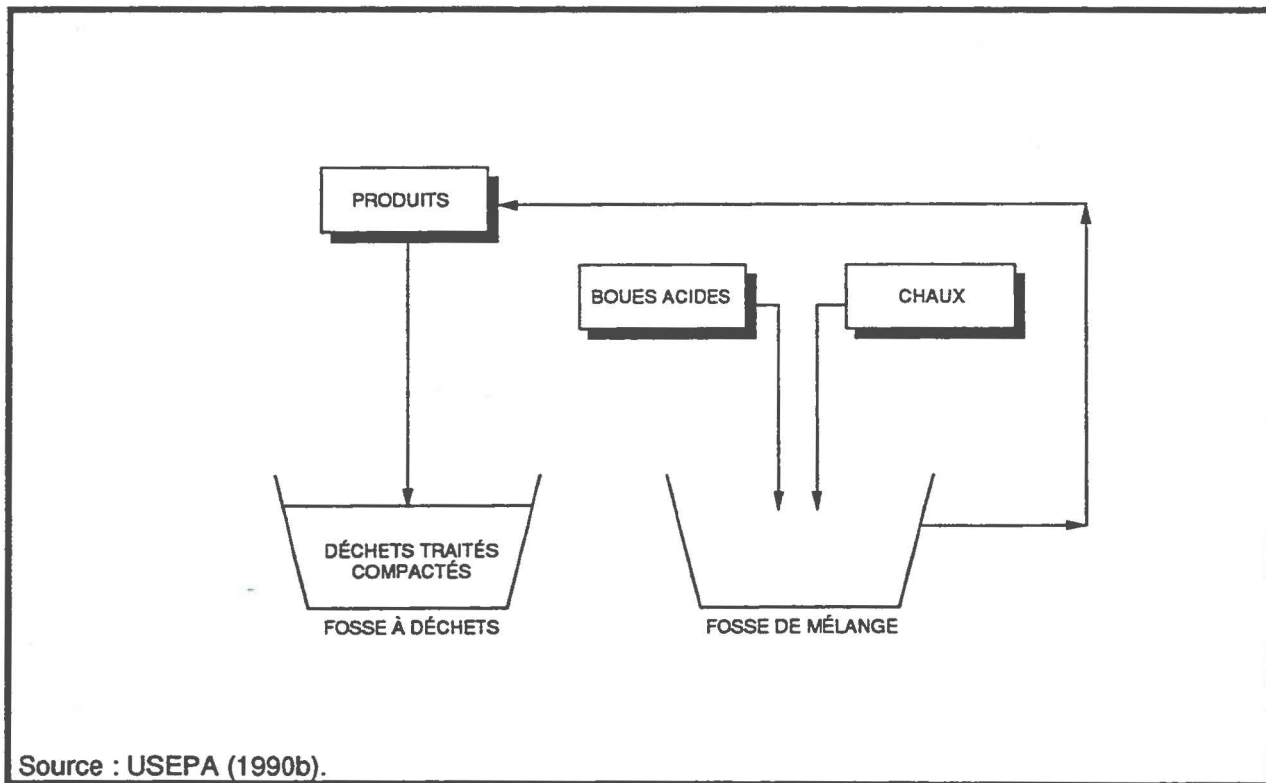 PRODUITS
BOUES ACIDES
CHAUX
DÉCHETS TRAITÉS
COMPACTÉS
FOSSE À DÉCHETS
FOSSE DE MÉLANGE
Source : USEPA (1990b).